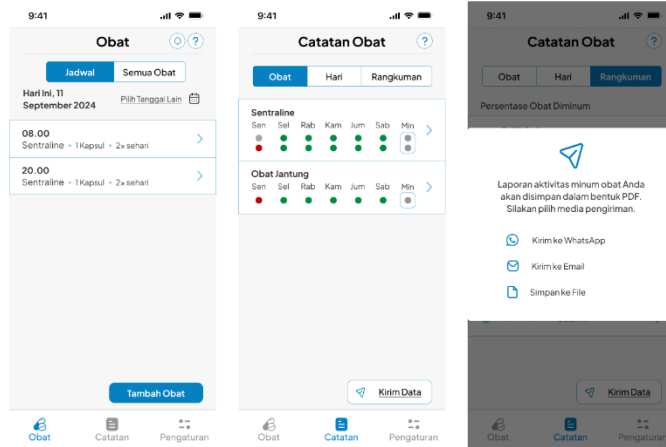 9:41
Obat
?
Jadwal
Semua Obat
Hari Ini, 11
September 2024
Pilih Tanggal Lain
08.00
Sentraline • 1 Kapsul • 2x sehari
20.00
Sentraline • 1 Kapsul • 2x sehari
Tambah Obat
Obat Catatan Pengaturan
9:41
Catatan Obat
?
Obat Hari Rangkuman
Sentraline
Sen Sel Rab Kam Jum Sab Min
Obat Jantung
Sen Sel Rab Kam Jum Sab Min
Kirim Data
Obat Catatan Pengaturan
9:41
Catatan Obat
?
Obat Hari Rangkuman
Persentase Obat Diminum
Laporan aktivitas minum obat Anda
akan disimpan dalam bentuk PDF.
Silakan pilih media pengiriman.
Kirim ke WhatsApp
Kirim ke Email
Simpan ke File
Kirim Data
Obat Catatan Pengaturan